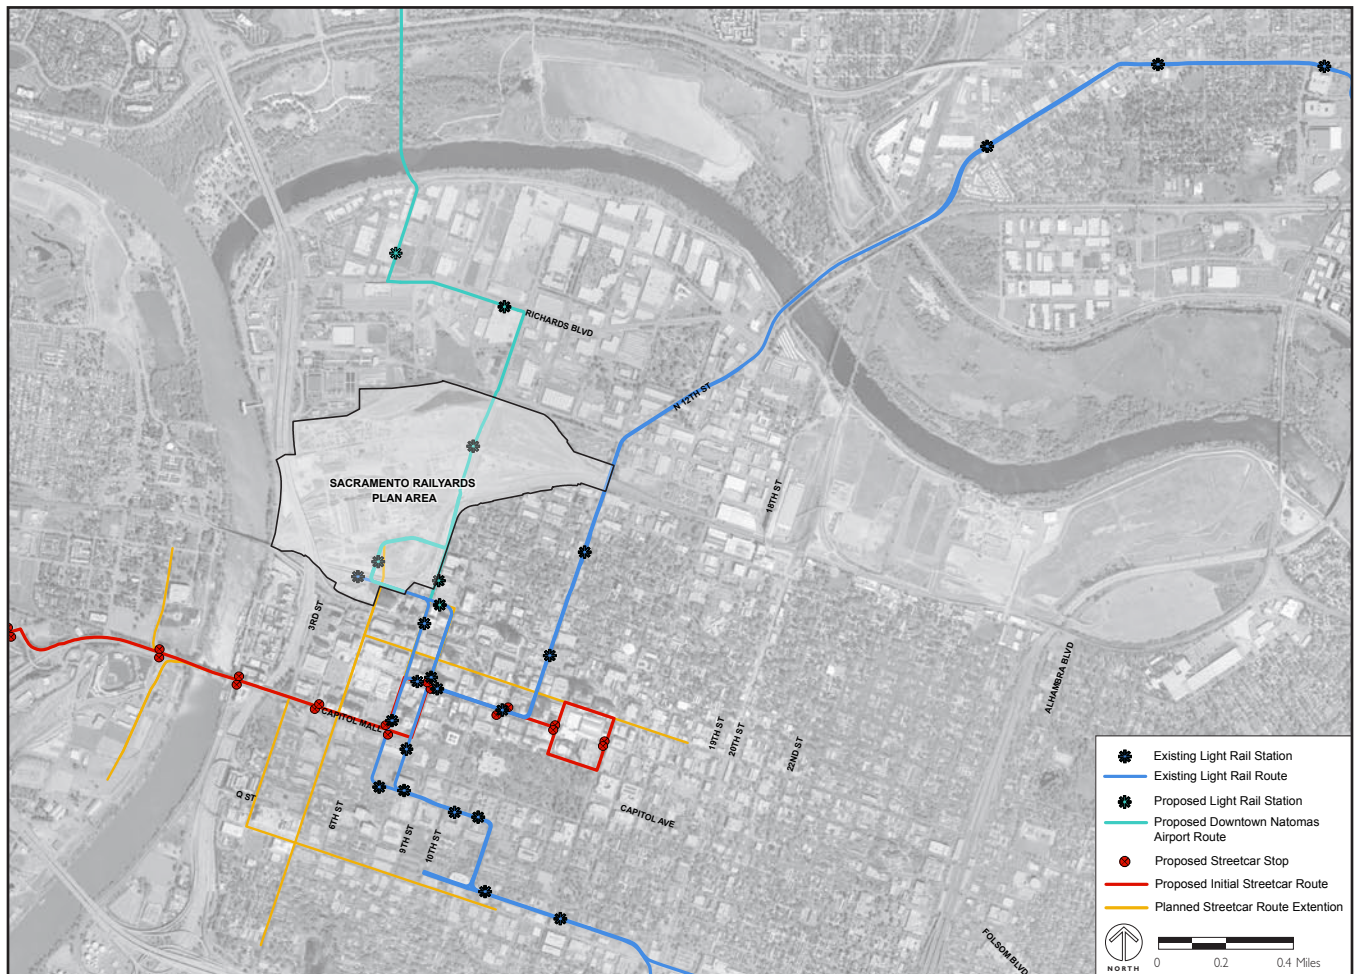 RICHARDS BLVD
N 12TH ST
SACRAMENTO RAILYARDS
PLAN AREA
18TH ST
3RD ST
ALHAMBRA BLVD
CAPITOL MALL
19TH ST
20TH ST
22ND ST
Q ST
6TH ST
CAPITOL AVE
9TH ST
10TH ST
FOLSOM BLVD
Existing Light Rail Station
Existing Light Rail Route
Proposed Light Rail Station
Proposed Downtown Natomas
Airport Route
Proposed Streetcar Stop
Proposed Initial Streetcar Route
Planned Streetcar Route Extention
NORTH
0 0.2 0.4 Miles